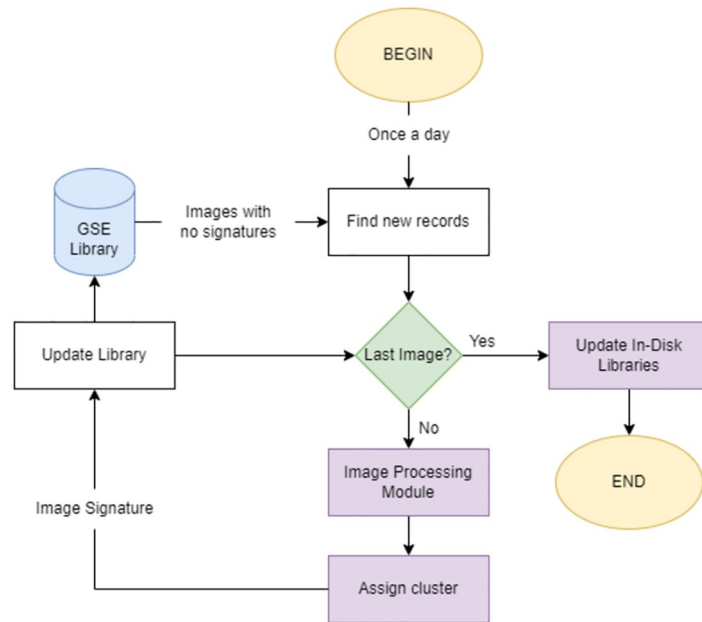 BEGIN
Once a day
GSE
Library
Images with
no signatures
Find new records
Update Library
Last Image?
Yes
Update In-Disk
Libraries
No
Image Processing
Module
END
Image Signature
Assign cluster